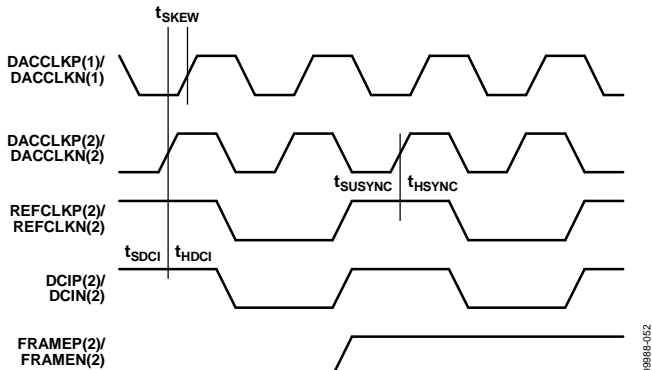 tSKEW
DACCLKP(1)/
DACCLKN(1)
DACCLKP(2)/
DACCLKN(2)
tSUSYNC tHSYNC
REFCLKP(2)/
REFCLKN(2)
tSDCI tHDCI
DCIP(2)/
DCIN(2)
FRAMEP(2)/
FRAMEN(2)
09988-052